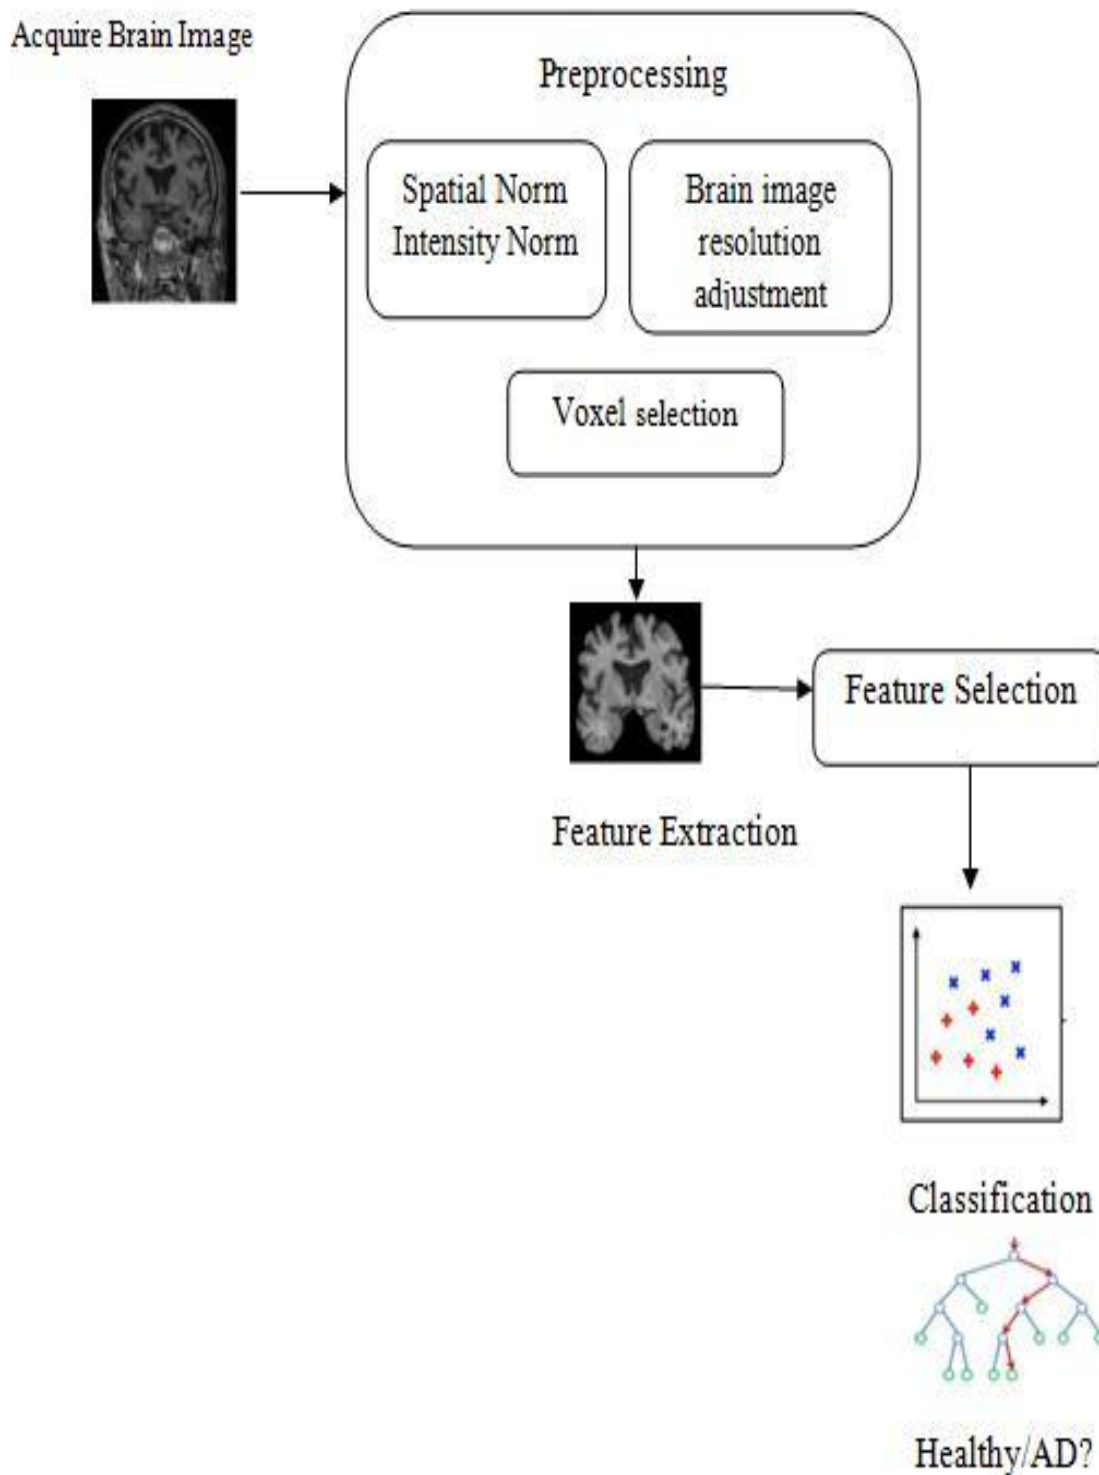 Acquire Brain Image
Preprocessing
Spatial Norm
Intensity Norm
Brain image
resolution
adjustment
Voxel selection
Feature Selection
Feature Extraction
Classification
Healthy/AD?